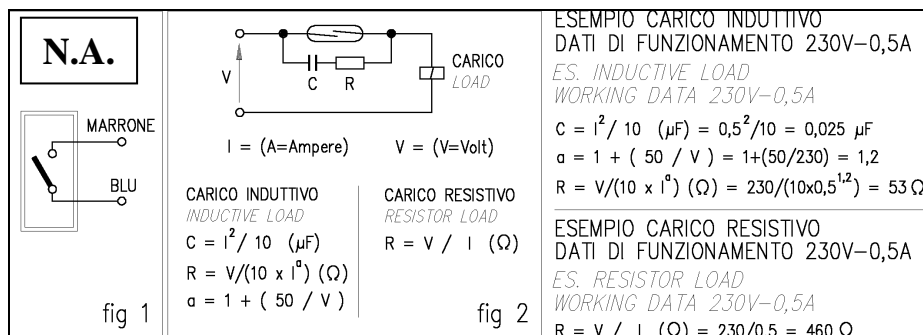 N.A.
MARRONE
BLU
fig 1
V
C R
CARICO
LOAD
I = (A=Ampere) V = (V=Volt)
CARICO INDUTTIVO
INDUCTIVE LOAD
C = I²/ 10 (µF)
R = V/(10 x Iᵃ) (Ω)
a = 1 + ( 50 / V )
CARICO RESISTIVO
RESISTOR LOAD
R = V / I (Ω)
fig 2
ESEMPIO CARICO INDUTTIVO
DATI DI FUNZIONAMENTO 230V-0,5A
ES. INDUCTIVE LOAD
WORKING DATA 230V-0,5A
C = I²/ 10 (µF) = 0,5²/10 = 0,025 µF
a = 1 + ( 50 / V ) = 1+(50/230) = 1,2
R = V/(10 x Iᵃ) (Ω) = 230/(10x0,5¹,²) = 53 Ω
ESEMPIO CARICO RESISTIVO
DATI DI FUNZIONAMENTO 230V-0,5A
ES. RESISTOR LOAD
WORKING DATA 230V-0,5A
R = V / I (Ω) = 230/0,5 = 460 Ω